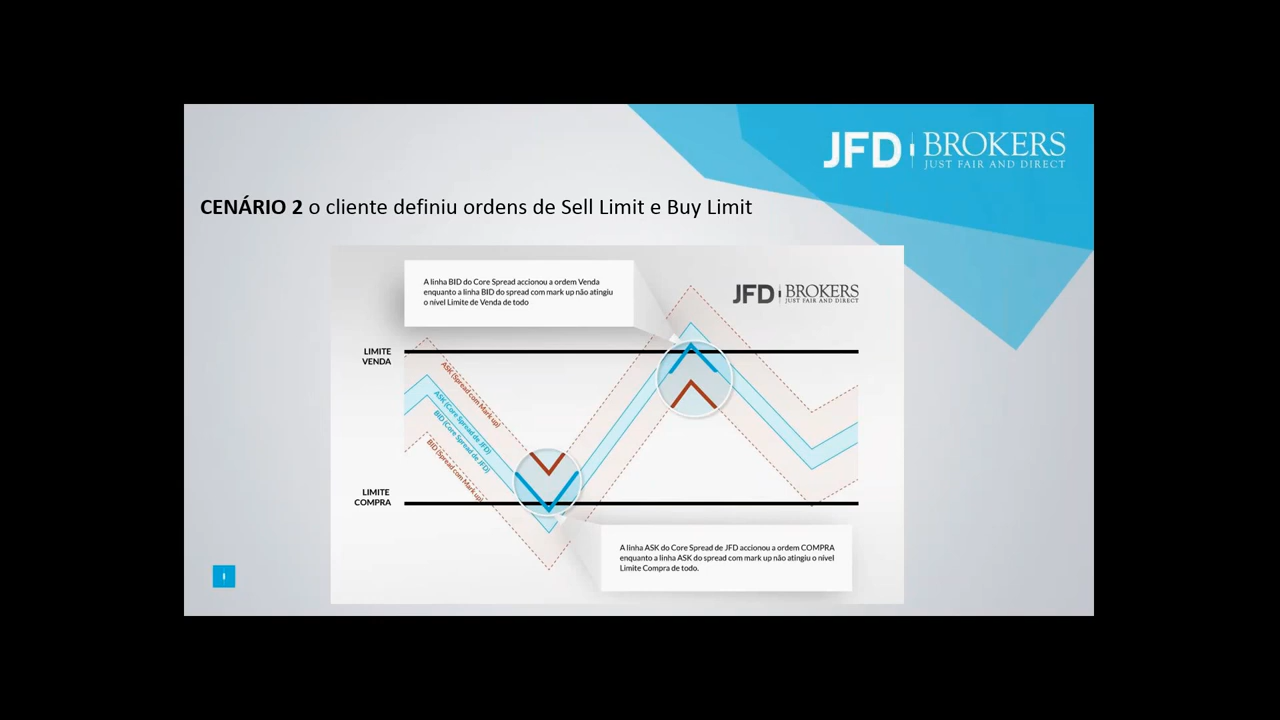 JFD BROKERS
JUST FAIR AND DIRECT
CENÁRIO 2 o cliente definiu ordens de Sell Limit e Buy Limit
A linha BID do Core Spread accionou a ordem Venda
enquanto a linha BID do spread com mark up não atingiu
o nível Limite de Venda de todo
JFD BROKERS
JUST FAIR AND DIRECT
LIMITE
VENDA
ASK (Spread com Mark up)
ASK (Core Spread de JFD)
BID (Core Spread de JFD)
BID (Spread com Mark up)
LIMITE
COMPRA
A linha ASK do Core Spread de JFD accionou a ordem COMPRA
enquanto a linha ASK do spread com mark up não atingiu o nível
Limite Compra de todo.